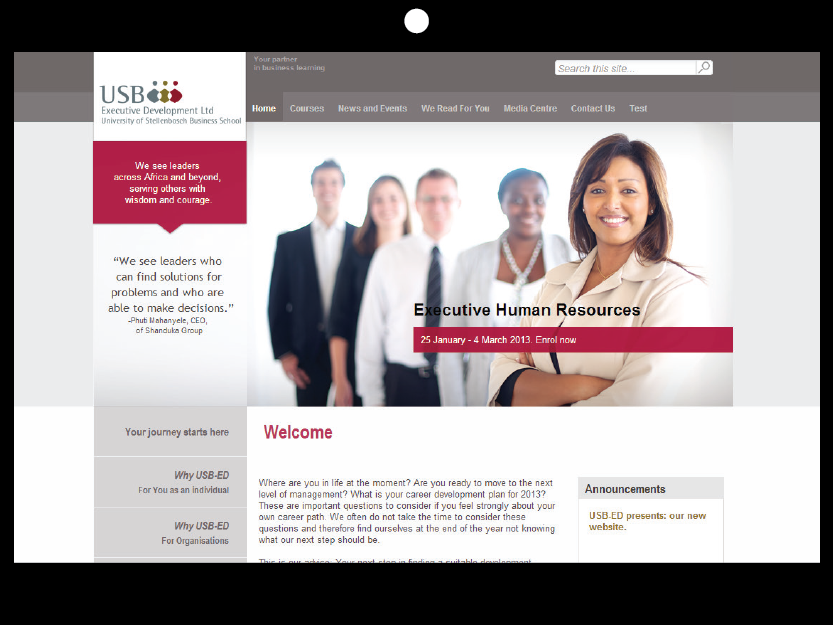 Your partner
in business learning
Search this site...
USB
Executive Development Ltd
University of Stellenbosch Business School
Home Courses News and Events We Read For You Media Centre Contact Us Test
We see leaders
across Africa and beyond,
serving others with
wisdom and courage.
“We see leaders who
can find solutions for
problems and who are
able to make decisions.”
-Phuti Mahanyele, CEO,
of Shanduka Group
Executive Human Resources
25 January - 4 March 2013. Enrol now
Your journey starts here
Why USB-ED
For You as an individual
Why USB-ED
For Organisations
Welcome
Where are you in life at the moment? Are you ready to move to the next
level of management? What is your career development plan for 2013?
These are important questions to consider if you feel strongly about your
own career path. We often do not take the time to consider these
questions and therefore find ourselves at the end of the year not knowing
what our next step should be.
This is our advice: Your next step in finding a suitable development
Announcements
USB-ED presents: our new
website.